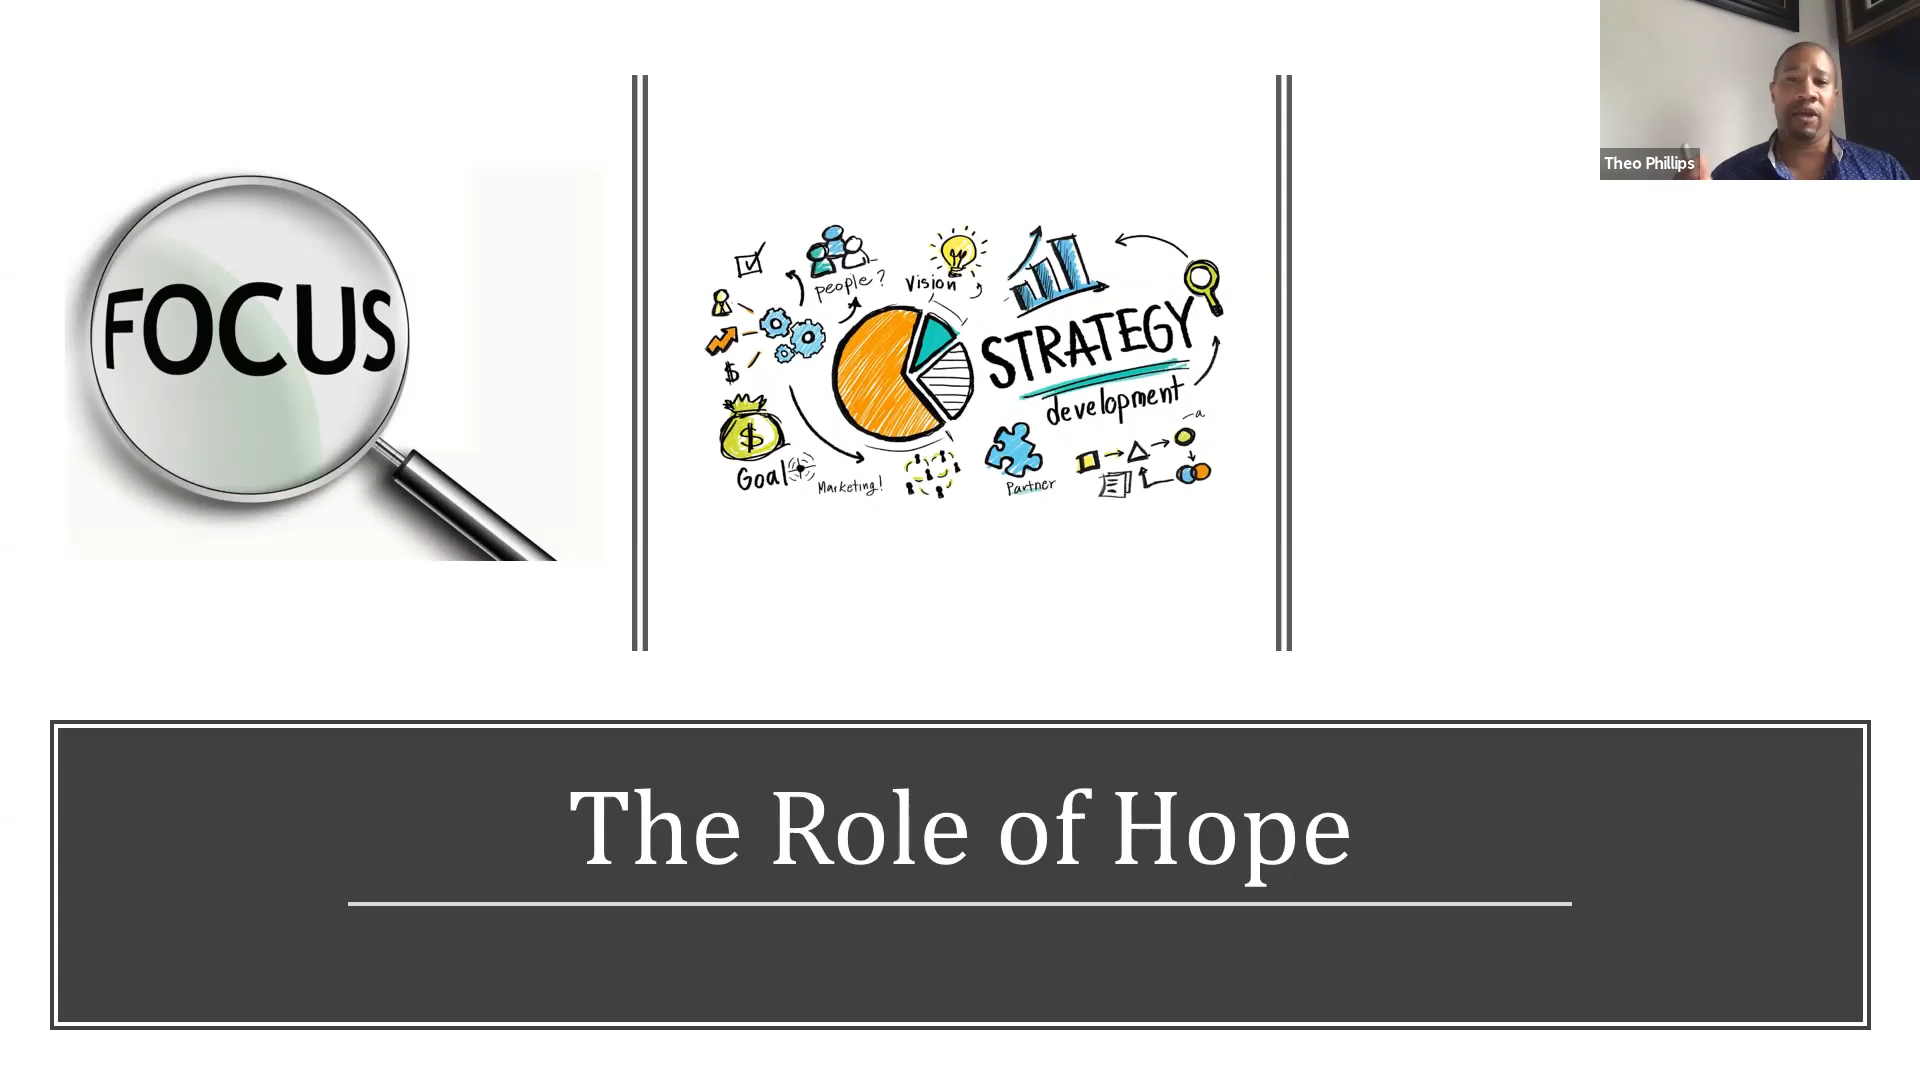 Theo Phillips
FOCUS
people?
Vision
STRATEGY
development
$
$
Goal
Marketing!
Partner
a
The Role of Hope